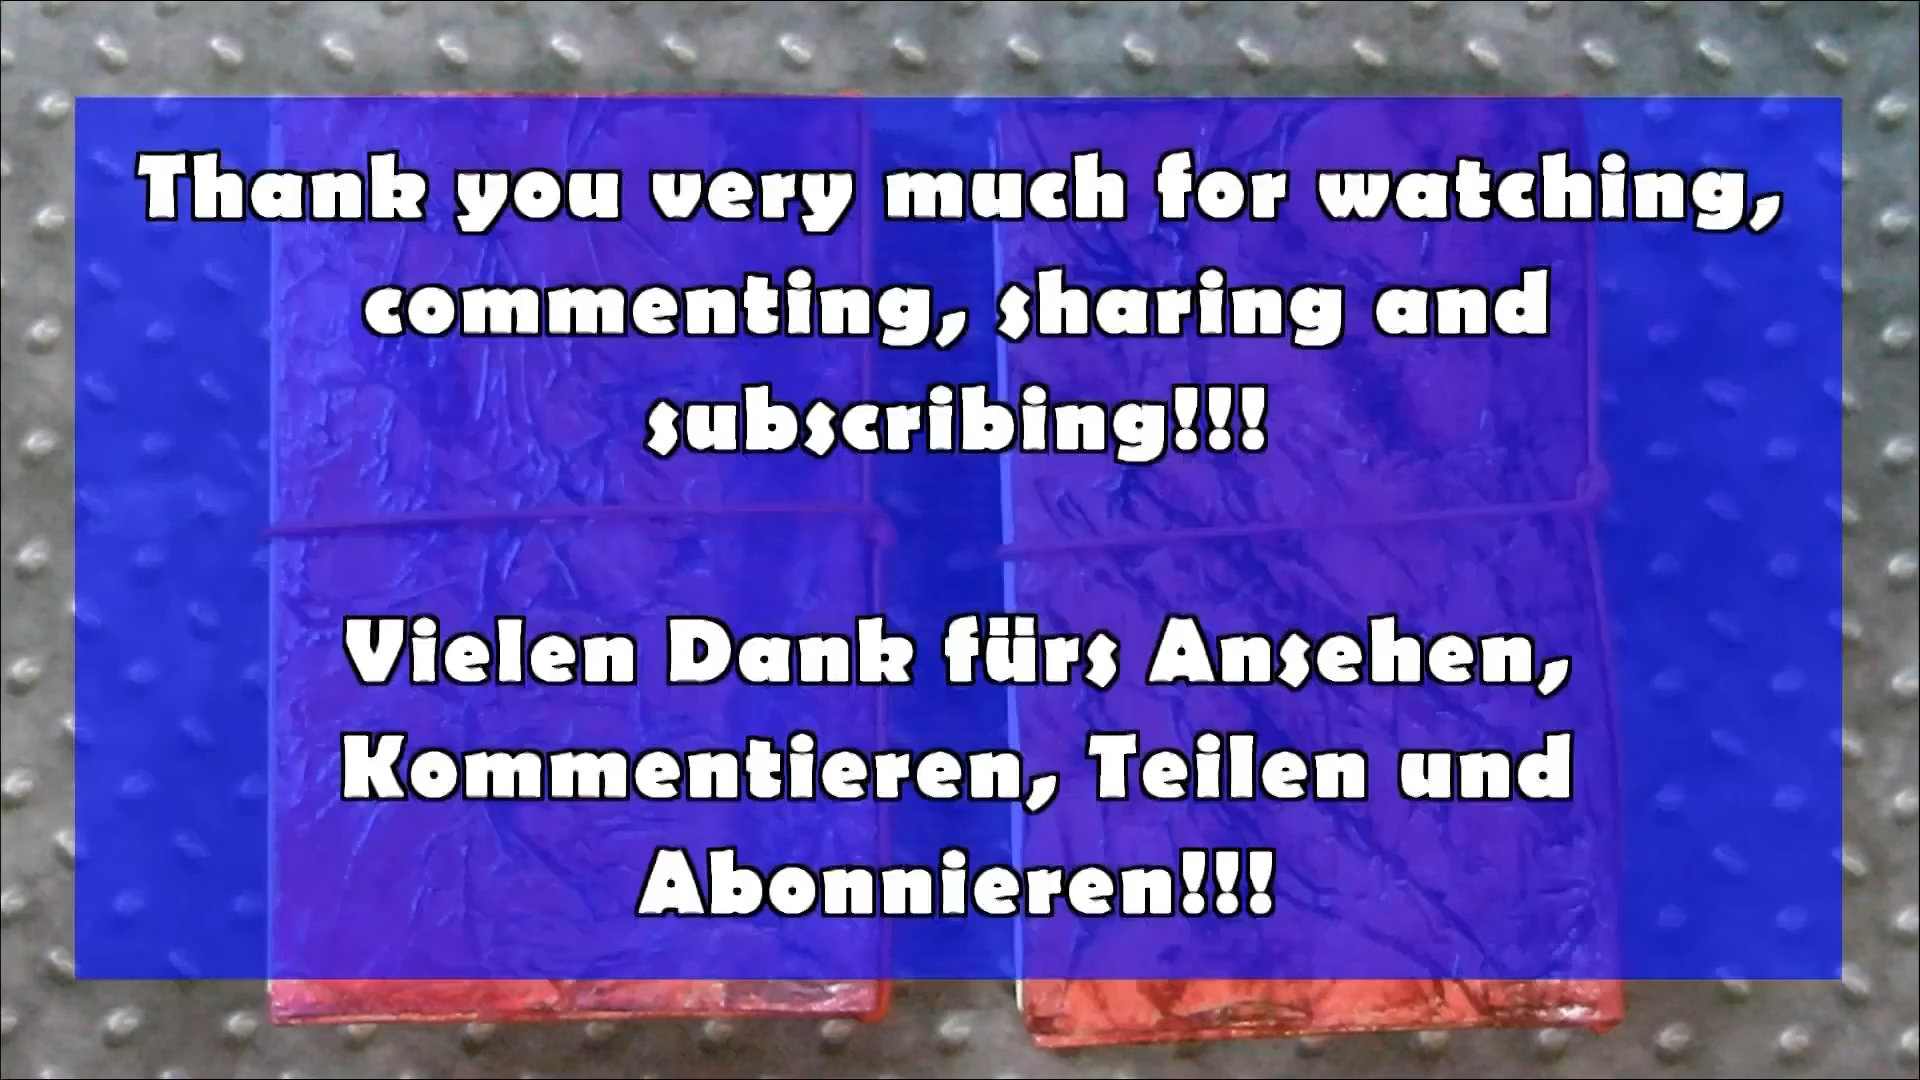 Thank you very much for watching,
commenting, sharing and
subscribing!!!
Vielen Dank fürs Ansehen,
Kommentieren, Teilen und
Abonnieren!!!